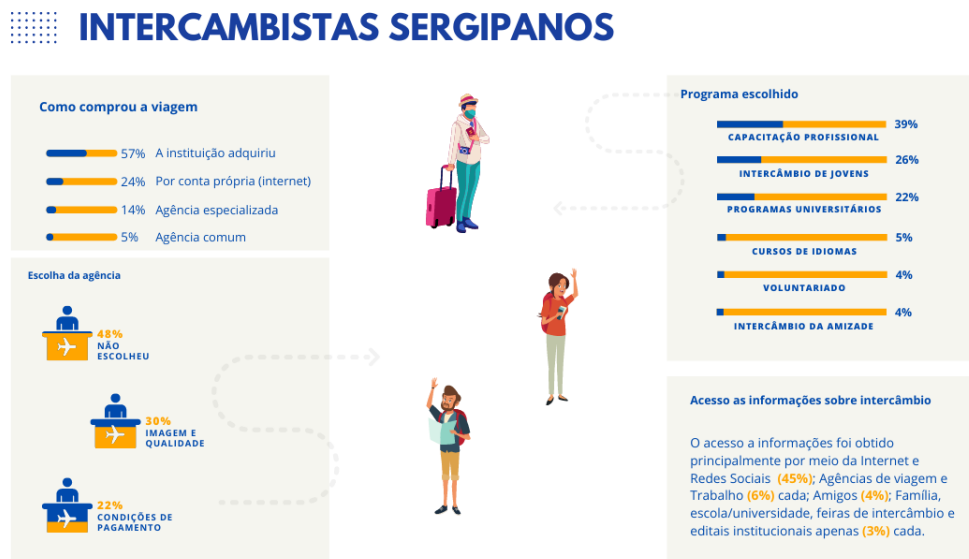 INTERCAMBISTAS SERGIPANOS
Como comprou a viagem
57% A instituição adquiriu
24% Por conta própria (internet)
14% Agência especializada
5% Agência comum
Escolha da agência
48%
NÃO
ESCOLHEU
30%
IMAGEM E
QUALIDADE
22%
CONDIÇÕES DE
PAGAMENTO
Programa escolhido
39%
CAPACITAÇÃO PROFISSIONAL
26%
INTERCÂMBIO DE JOVENS
22%
PROGRAMAS UNIVERSITÁRIOS
5%
CURSOS DE IDIOMAS
4%
VOLUNTARIADO
4%
INTERCÂMBIO DA AMIZADE
Acesso as informações sobre intercâmbio
O acesso a informações foi obtido
principalmente por meio da Internet e
Redes Sociais (45%); Agências de viagem e
Trabalho (6%) cada; Amigos (4%); Família,
escola/universidade, feiras de intercâmbio e
editais institucionais apenas (3%) cada.